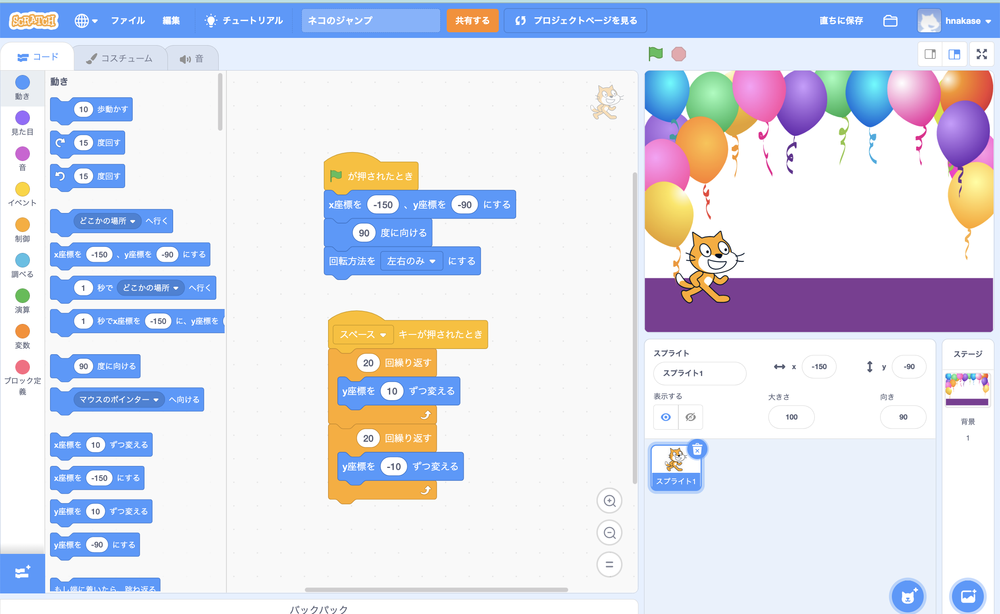 SCRATCH ファイル 編集 チュートリアル ネコのジャンプ 共有する プロジェクトページを見る 直ちに保存 hnakase
コード コスチューム 音
動き
見た目
音
イベント
制御
調べる
演算
変数
ブロック定
義
動き
10 歩動かす
15 度回す
15 度回す
どこかの場所 へ行く
x座標を -150 、y座標を -90 にする
1 秒で どこかの場所 へ行く
1 秒でx座標を -150 に、y座標を
90 度に向ける
マウスのポインター へ向ける
x座標を 10 ずつ変える
x座標を -150 にする
y座標を 10 ずつ変える
y座標を -90 にする
もし端に着いたら、跳ね返る
が押されたとき
x座標を -150 、y座標を -90 にする
90 度に向ける
回転方法を 左右のみ にする
スペース キーが押されたとき
20 回繰り返す
y座標を 10 ずつ変える
20 回繰り返す
y座標を -10 ずつ変える
バックパック
スプライト
スプライト1 x -150 y -90
表示する 大きさ 向き
100 90
スプライト1
ステージ
背景
1